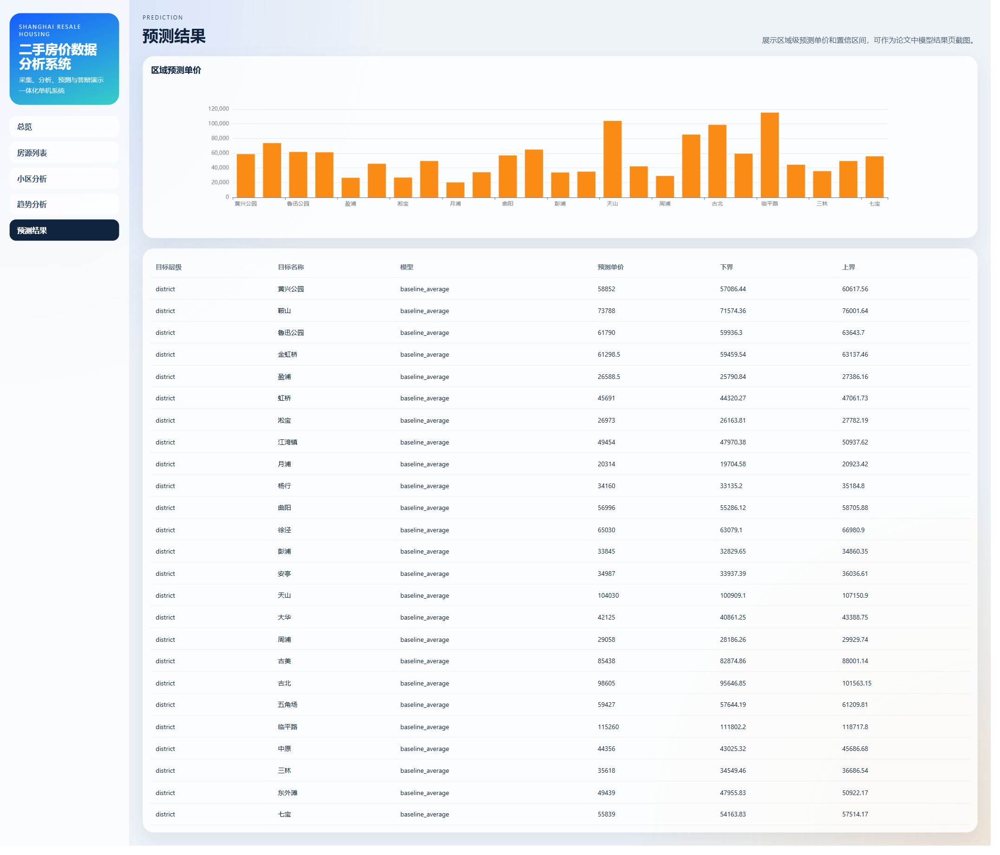 SHANGHAI RESALE
HOUSING
二手房价数据
分析系统
采集、分析、预测与答辩演示
一体化单机系统
总览
房源列表
小区分析
趋势分析
预测结果
PREDICTION
预测结果
展示区域级预测单价和置信区间，可作为论文中模型结果页截图。
区域预测单价
120,000
100,000
80,000
60,000
40,000
20,000
0
黄兴公园 鲁迅公园 盈浦 淞宝 月浦 曲阳 彭浦 天山 周浦 古北 临平路 三林 七宝
目标层级 目标名称 模型 预测单价 下界 上界
district 黄兴公园 baseline_average 58852 57086.44 60617.56
district 鞍山 baseline_average 73788 71574.36 76001.64
district 鲁迅公园 baseline_average 61790 59936.3 63643.7
district 金虹桥 baseline_average 61298.5 59459.54 63137.46
district 盈浦 baseline_average 26588.5 25790.84 27386.16
district 虹桥 baseline_average 45691 44320.27 47061.73
district 淞宝 baseline_average 26973 26163.81 27782.19
district 江湾镇 baseline_average 49454 47970.38 50937.62
district 月浦 baseline_average 20314 19704.58 20923.42
district 杨行 baseline_average 34160 33135.2 35184.8
district 曲阳 baseline_average 56996 55286.12 58705.88
district 徐泾 baseline_average 65030 63079.1 66980.9
district 彭浦 baseline_average 33845 32829.65 34860.35
district 安亭 baseline_average 34987 33937.39 36036.61
district 天山 baseline_average 104030 100909.1 107150.9
district 大华 baseline_average 42125 40861.25 43388.75
district 周浦 baseline_average 29058 28186.26 29929.74
district 古美 baseline_average 85438 82874.86 88001.14
district 古北 baseline_average 98605 95646.85 101563.15
district 五角场 baseline_average 59427 57644.19 61209.81
district 临平路 baseline_average 115260 111802.2 118717.8
district 中原 baseline_average 44356 43025.32 45686.68
district 三林 baseline_average 35618 34549.46 36686.54
district 东外滩 baseline_average 49439 47955.83 50922.17
district 七宝 baseline_average 55839 54163.83 57514.17